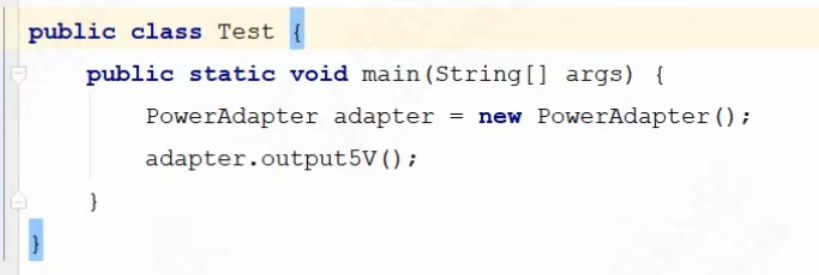 public class Test {
public static void main(String[] args) {
PowerAdapter adapter = new PowerAdapter();
adapter.output5V();
}
}